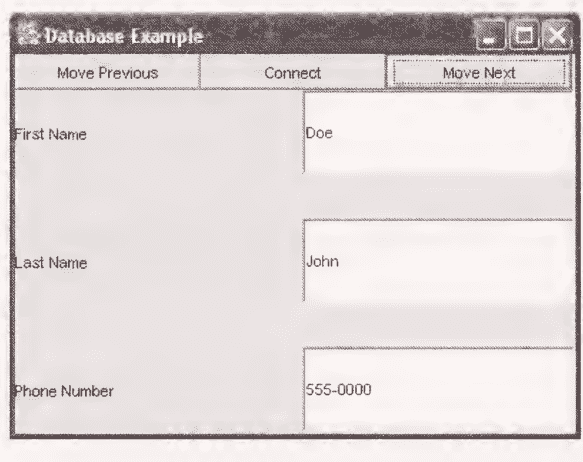 Database Example
Move Previous Connect Move Next
First Name Doe
Last Name John
Phone Number 555-0000